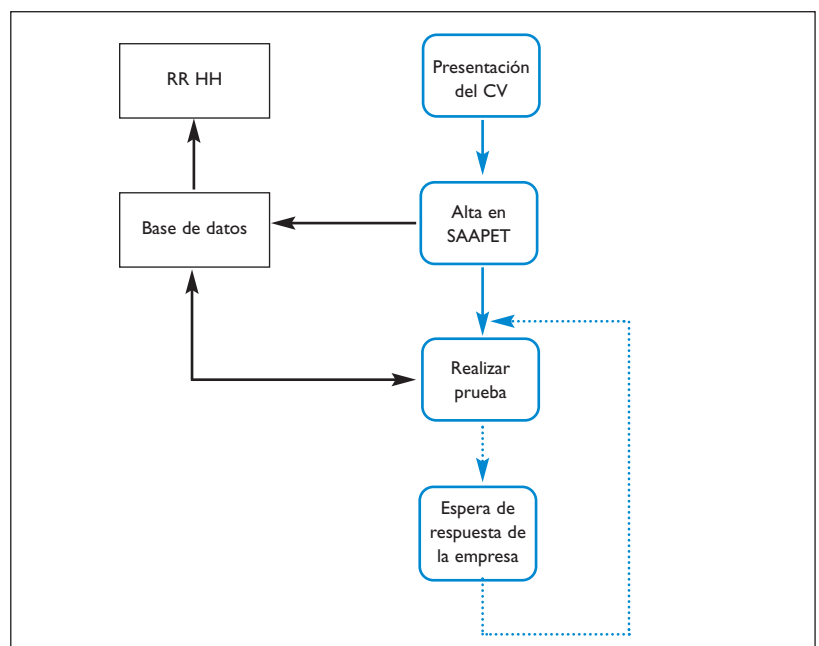 RR HH
Presentación
del CV
Base de datos
Alta en
SAAPET
Realizar
prueba
Espera de
respuesta de
la empresa